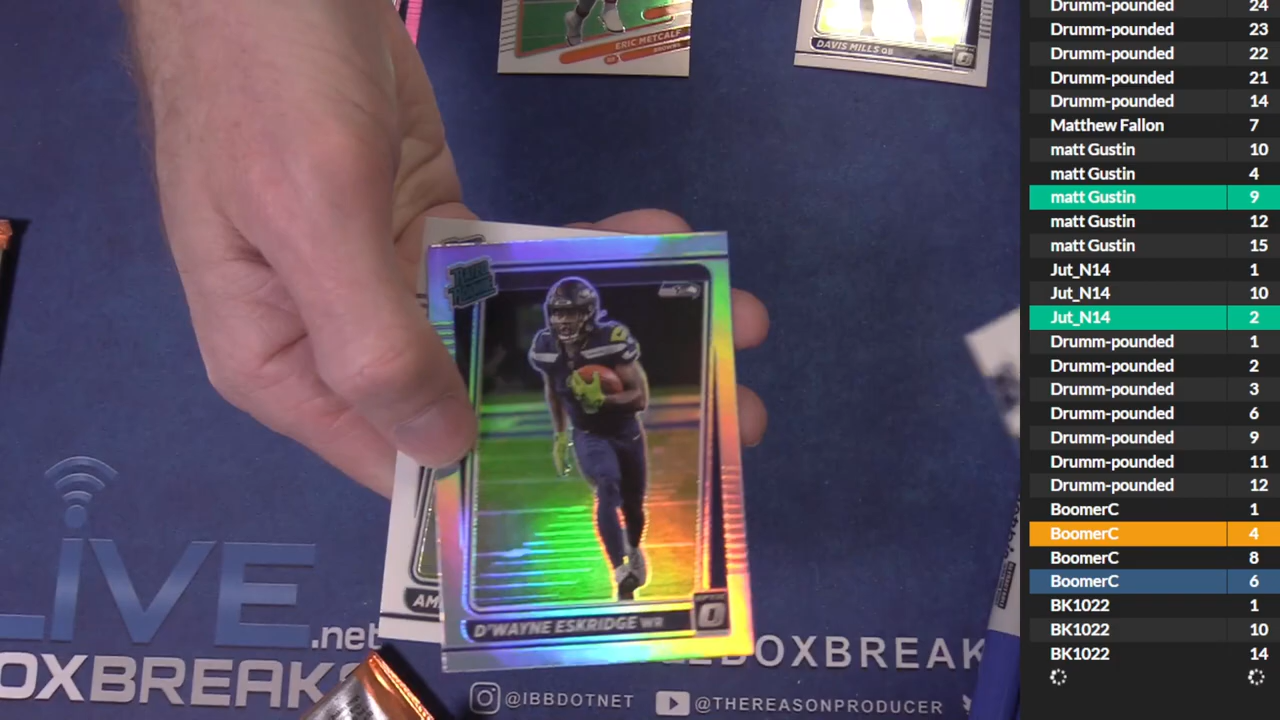 ERIC METCALF
BROWNS
DAVIS MILLS QB
RATED
ROOKIE
AM
D'WAYNE ESKRIDGE WR
OPTIC
LIVE
.net
OXBREAKS
EBOXBREAK
@IBBDOTNET
@THEREASONPRODUCER
Drumm-pounded 24
Drumm-pounded 23
Drumm-pounded 22
Drumm-pounded 21
Drumm-pounded 14
Matthew Fallon 7
matt Gustin 10
matt Gustin 4
matt Gustin 9
matt Gustin 12
matt Gustin 15
Jut_N14 1
Jut_N14 10
Jut_N14 2
Drumm-pounded 1
Drumm-pounded 2
Drumm-pounded 3
Drumm-pounded 6
Drumm-pounded 9
Drumm-pounded 11
Drumm-pounded 12
BoomerC 1
BoomerC 4
BoomerC 8
BoomerC 6
BK1022 1
BK1022 10
BK1022 14